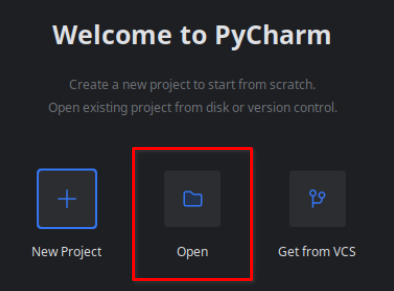 Welcome to PyCharm
Create a new project to start from scratch.
Open existing project from disk or version control.
New Project
Open
Get from VCS